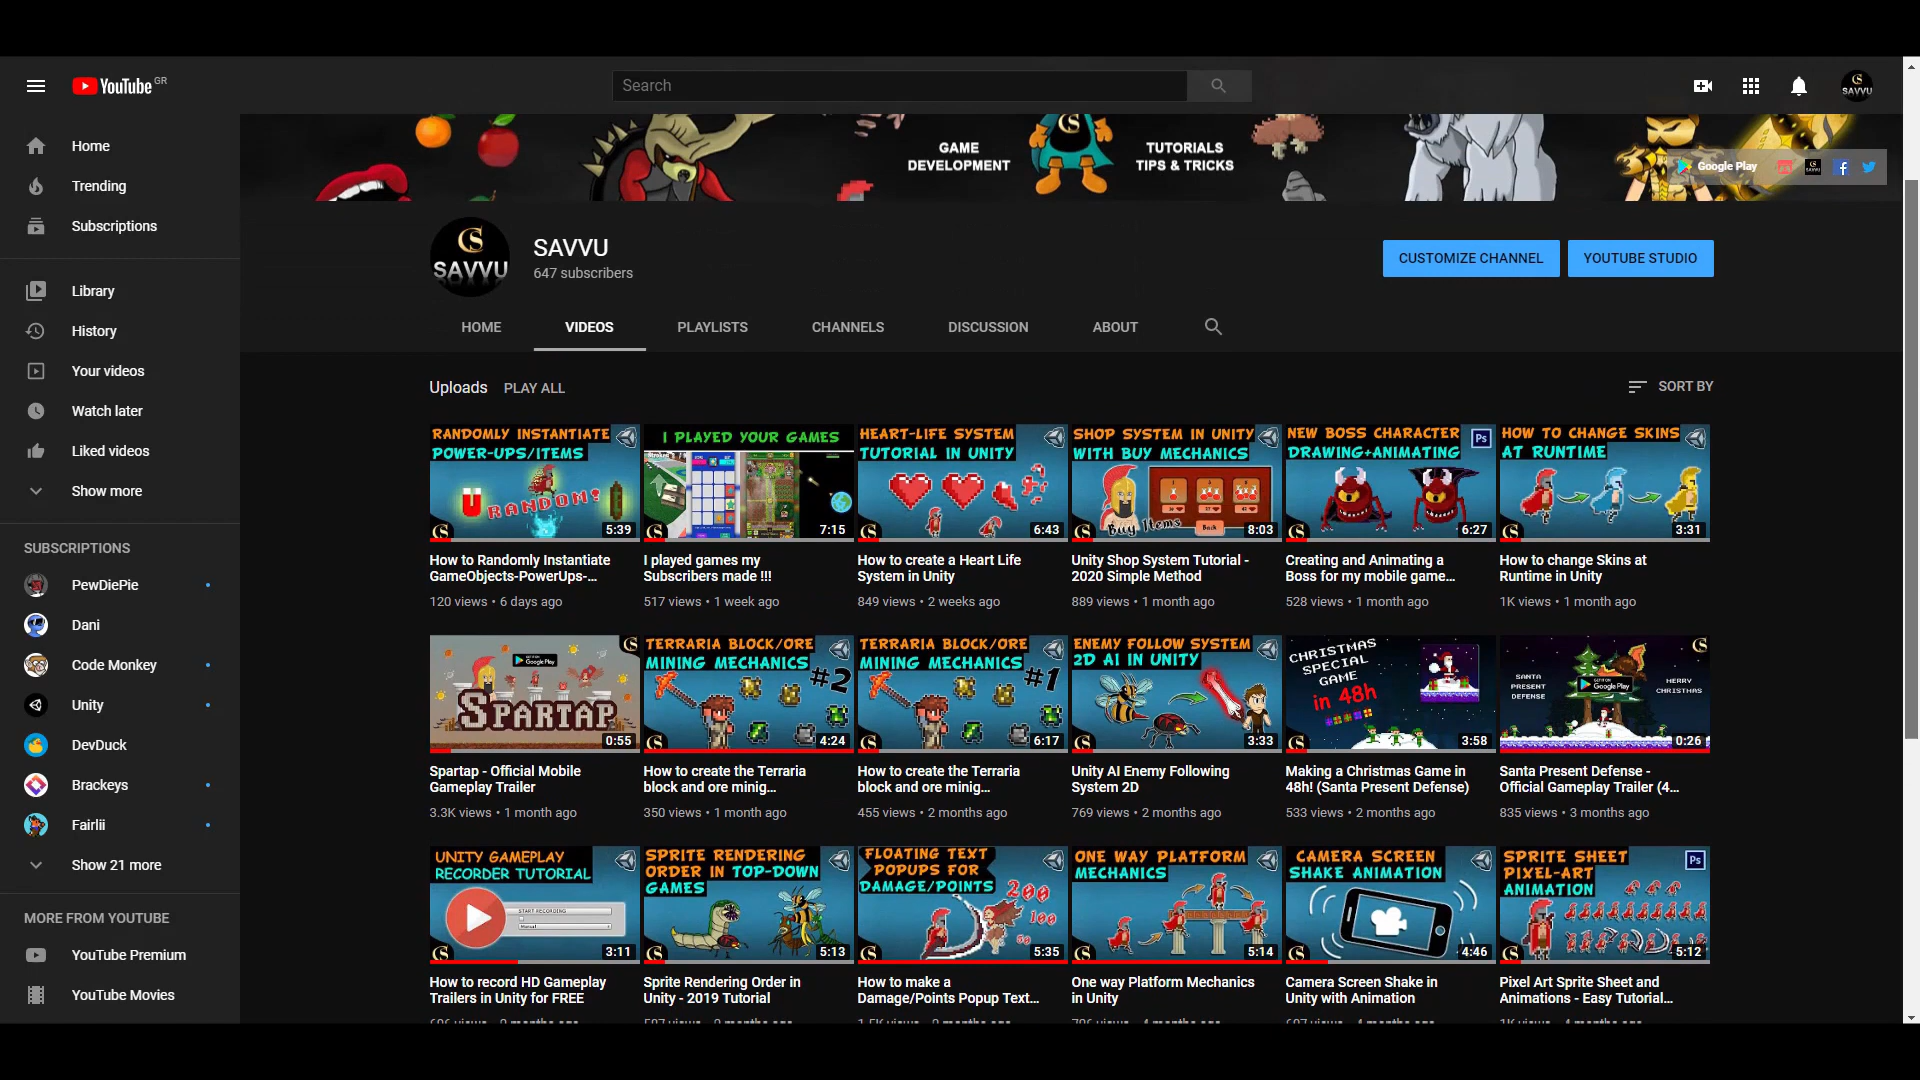 YouTube GR
Search
SAVVU
Home
Trending
Subscriptions
Library
History
Your videos
Watch later
Liked videos
Show more
SUBSCRIPTIONS
PewDiePie
Dani
Code Monkey
Unity
DevDuck
Brackeys
Fairlii
Show 21 more
MORE FROM YOUTUBE
YouTube Premium
YouTube Movies
GAME
DEVELOPMENT
TUTORIALS
TIPS & TRICKS
Google Play
SAVVU
SAVVU
647 subscribers
CUSTOMIZE CHANNEL
YOUTUBE STUDIO
HOME
VIDEOS
PLAYLISTS
CHANNELS
DISCUSSION
ABOUT
Uploads
PLAY ALL
SORT BY
RANDOMLY INSTANTIATE
POWER-UPS/ITEMS
RANDOM!
5:39
How to Randomly Instantiate
GameObjects-PowerUps-...
120 views • 6 days ago
I PLAYED YOUR GAMES
7:15
I played games my
Subscribers made !!!
517 views • 1 week ago
HEART-LIFE SYSTEM
TUTORIAL IN UNITY
6:43
How to create a Heart Life
System in Unity
849 views • 2 weeks ago
SHOP SYSTEM IN UNITY
WITH BUY MECHANICS
Buy Items
Back
8:03
Unity Shop System Tutorial -
2020 Simple Method
889 views • 1 month ago
NEW BOSS CHARACTER
DRAWING+ANIMATING
Ps
6:27
Creating and Animating a
Boss for my mobile game...
528 views • 1 month ago
HOW TO CHANGE SKINS
AT RUNTIME
3:31
How to change Skins at
Runtime in Unity
1K views • 1 month ago
Google Play
SPARTAP
0:55
Spartap - Official Mobile
Gameplay Trailer
3.3K views • 1 month ago
TERRARIA BLOCK/ORE
MINING MECHANICS
#2
4:24
How to create the Terraria
block and ore minig...
350 views • 1 month ago
TERRARIA BLOCK/ORE
MINING MECHANICS
#1
6:17
How to create the Terraria
block and ore minig...
455 views • 2 months ago
ENEMY FOLLOW SYSTEM
2D AI IN UNITY
3:33
Unity AI Enemy Following
System 2D
769 views • 2 months ago
CHRISTMAS
SPECIAL
GAME
in 48h
3:58
Making a Christmas Game in
48h! (Santa Present Defense)
533 views • 2 months ago
SANTA
PRESENT
DEFENSE
Google Play
MERRY
CHRISTMAS
0:26
Santa Present Defense -
Official Gameplay Trailer (4...
835 views • 3 months ago
UNITY GAMEPLAY
RECORDER TUTORIAL
START RECORDING
Manual
3:11
How to record HD Gameplay
Trailers in Unity for FREE
SPRITE RENDERING
ORDER IN TOP-DOWN
GAMES
5:13
Sprite Rendering Order in
Unity - 2019 Tutorial
FLOATING TEXT
POPUPS FOR
DAMAGE/POINTS
200
100
50
5:35
How to make a
Damage/Points Popup Text...
ONE WAY PLATFORM
MECHANICS
5:14
One way Platform Mechanics
in Unity
CAMERA SCREEN
SHAKE ANIMATION
4:46
Camera Screen Shake in
Unity with Animation
SPRITE SHEET
PIXEL-ART
ANIMATION
Ps
5:12
Pixel Art Sprite Sheet and
Animations - Easy Tutorial...